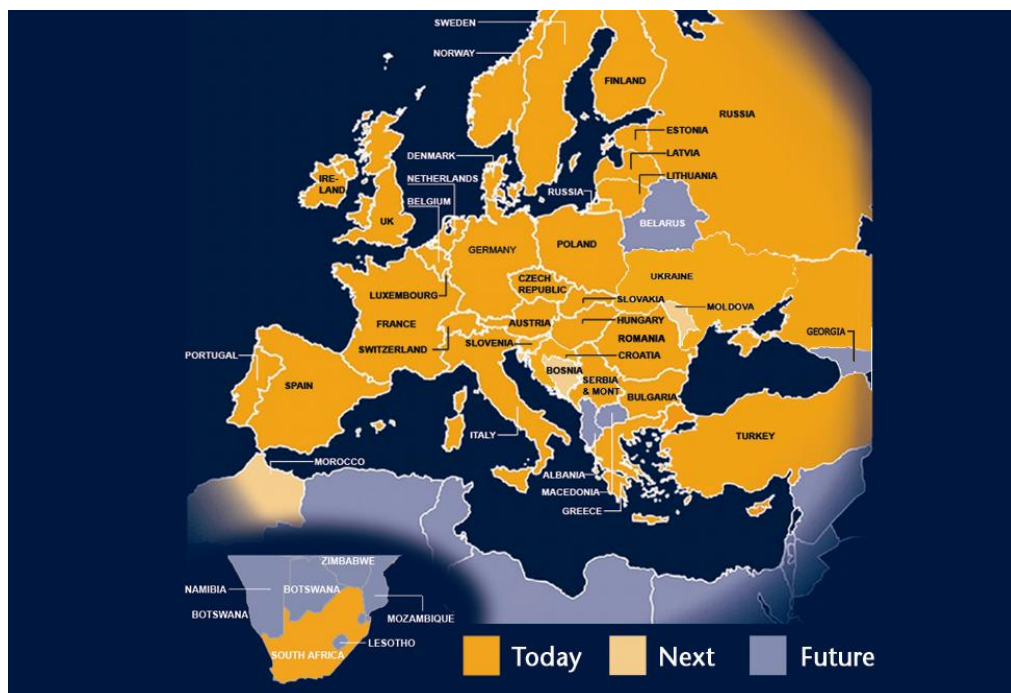 SWEDEN
NORWAY
FINLAND
RUSSIA
ESTONIA
DENMARK
LATVIA
NETHERLANDS
LITHUANIA
IRE-
LAND
RUSSIA
BELGIUM
UK
BELARUS
GERMANY
POLAND
UKRAINE
CZECH
REPUBLIC
LUXEMBOURG
SLOVAKIA
MOLDOVA
FRANCE
AUSTRIA
HUNGARY
GEORGIA
SWITZERLAND
SLOVENIA
ROMANIA
PORTUGAL
CROATIA
BOSNIA
SPAIN
SERBIA
& MONT
BULGARIA
ITALY
TURKEY
MOROCCO
ALBANIA
MACEDONIA
GREECE
ZIMBABWE
NAMIBIA
BOTSWANA
BOTSWANA
MOZAMBIQUE
LESOTHO
SOUTH AFRICA
Today
Next
Future